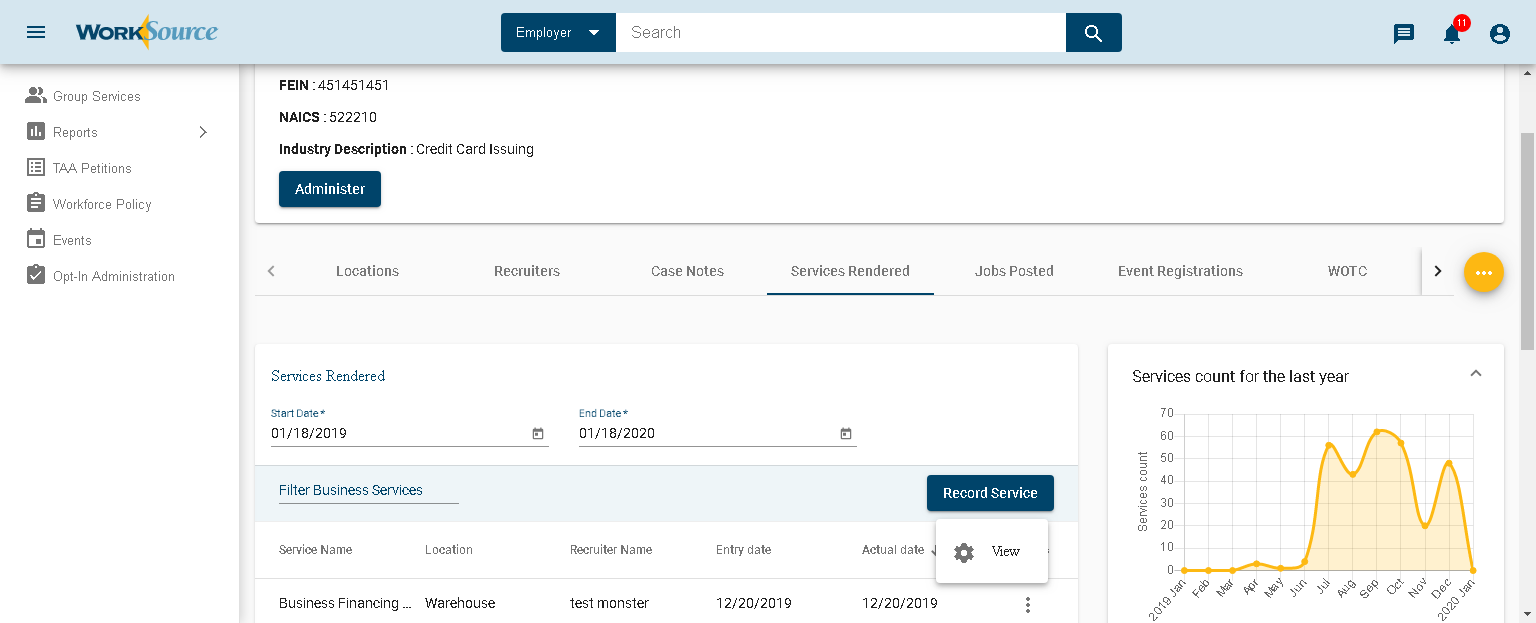 WorkSource
Employer
Search
11
Group Services
Reports
TAA Petitions
Workforce Policy
Events
Opt-In Administration
FEIN : 451451451
NAICS : 522210
Industry Description : Credit Card Issuing
Administer
Locations
Recruiters
Case Notes
Services Rendered
Jobs Posted
Event Registrations
WOTC
Services Rendered
Start Date*
01/18/2019
End Date*
01/18/2020
Filter Business Services
Record Service
Service Name
Location
Recruiter Name
Entry date
Actual date
View
Business Financing ...
Warehouse
test monster
12/20/2019
12/20/2019
Services count for the last year
Services count
70
60
50
40
30
20
10
0
2019 Jan
Feb
Mar
Apr
May
Jun
Jul
Aug
Sep
Oct
Nov
Dec
2020 Jan